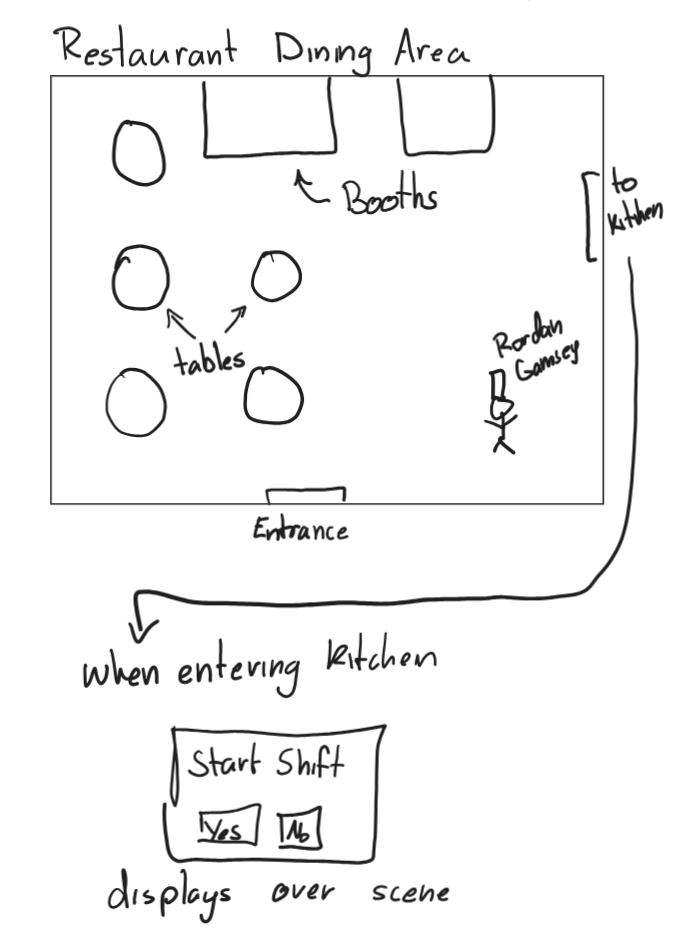 Restaurant Dining Area
Booths
to
kitchen
tables
Rordan
Gamsey
Entrance
when entering kitchen
Start Shift
Yes
No
displays over scene